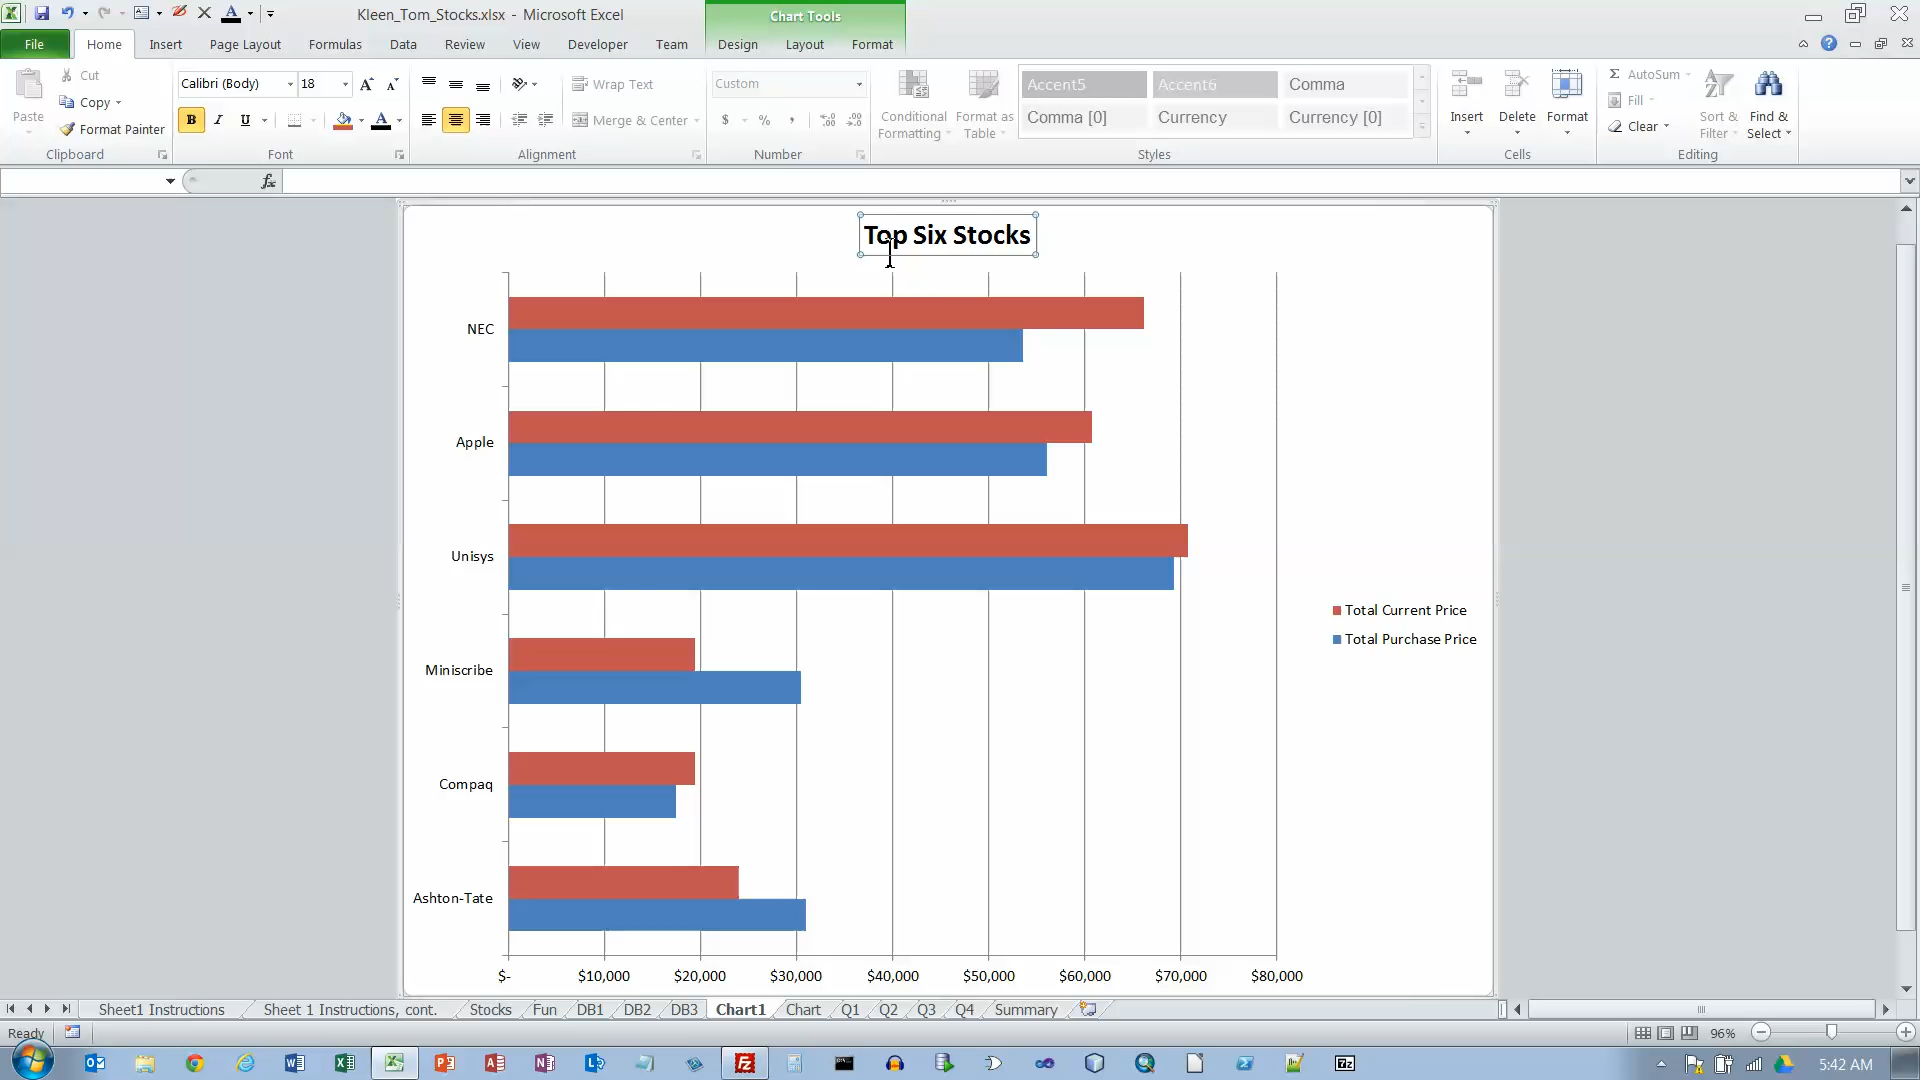 Kleen_Tom_Stocks.xlsx - Microsoft Excel
Chart Tools
File Home Insert Page Layout Formulas Data Review View Developer Team Design Layout Format
Paste
Cut
Copy
Format Painter
Clipboard
Calibri (Body) 18
B I U A
Font
Wrap Text
Merge & Center
Alignment
Custom
$ % ,
Number
Conditional Formatting
Format as Table
Accent5 Accent6 Comma
Comma [0] Currency Currency [0]
Styles
Insert Delete Format
Cells
Σ AutoSum
Fill
Clear
Sort & Filter
Find & Select
Editing
fx
Top Six Stocks
NEC
Apple
Unisys
Miniscribe
Compaq
Ashton-Tate
Total Current Price
Total Purchase Price
$- $10,000 $20,000 $30,000 $40,000 $50,000 $60,000 $70,000 $80,000
Sheet1 Instructions Sheet 1 Instructions, cont. Stocks Fun DB1 DB2 DB3 Chart1 Chart Q1 Q2 Q3 Q4 Summary
Ready
96%
5:42 AM